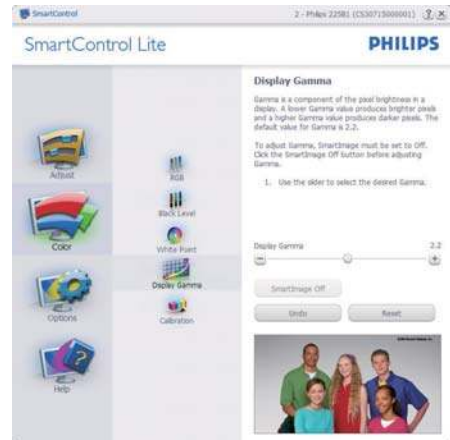 SmartControl
2 - Philips 225B1 (CS30715000001)
SmartControl Lite
PHILIPS
Adjust
Color
Options
Help
RGB
Black Level
White Point
Display Gamma
Calibration
Display Gamma
Gamma is a component of the pixel brightness in a
display. A lower Gamma value produces brighter pixels
and a higher Gamma value produces darker pixels. The
default value for Gamma is 2.2.
To adjust Gamma, SmartImage must be set to Off.
Click the SmartImage Off button before adjusting
Gamma.
1. Use the slider to select the desired Gamma.
Display Gamma 2.2
SmartImage Off
Undo Reset